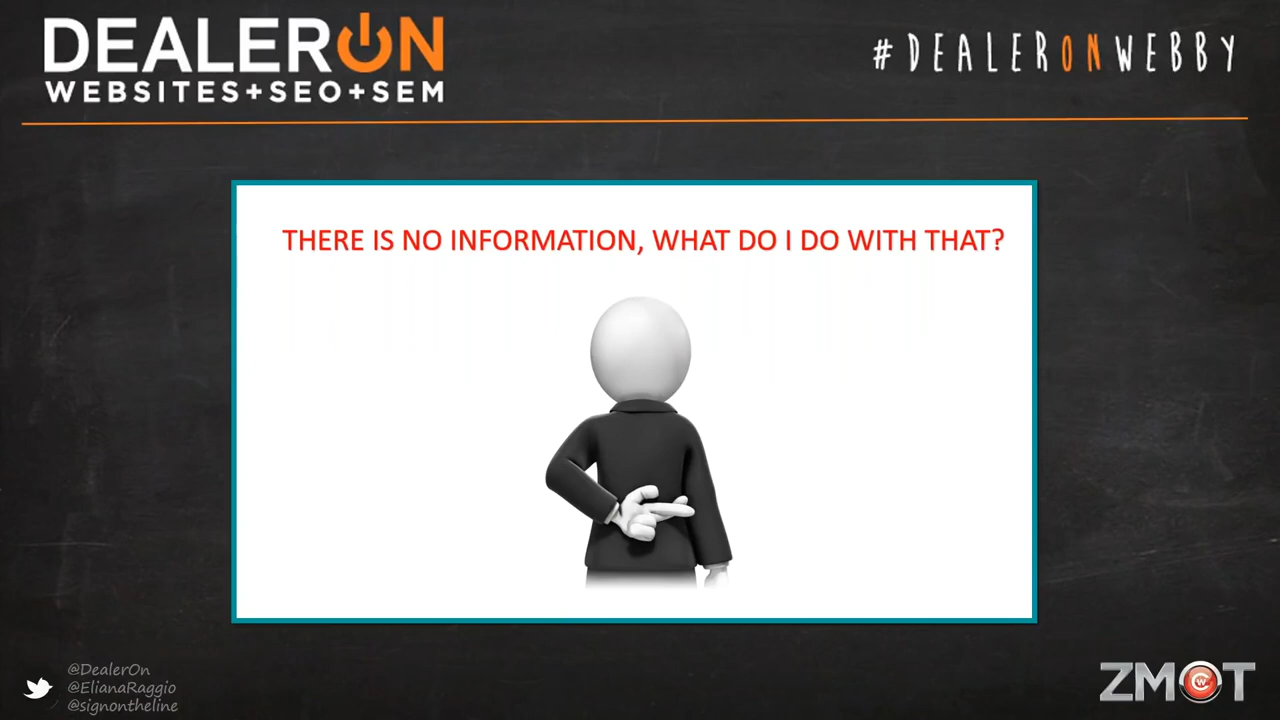 DEALERON
WEBSITES+SEO+SEM
#DEALERONWEBBY
THERE IS NO INFORMATION, WHAT DO I DO WITH THAT?
@DealerOn
@ElianaRaggio
@signontheline
ZMOT